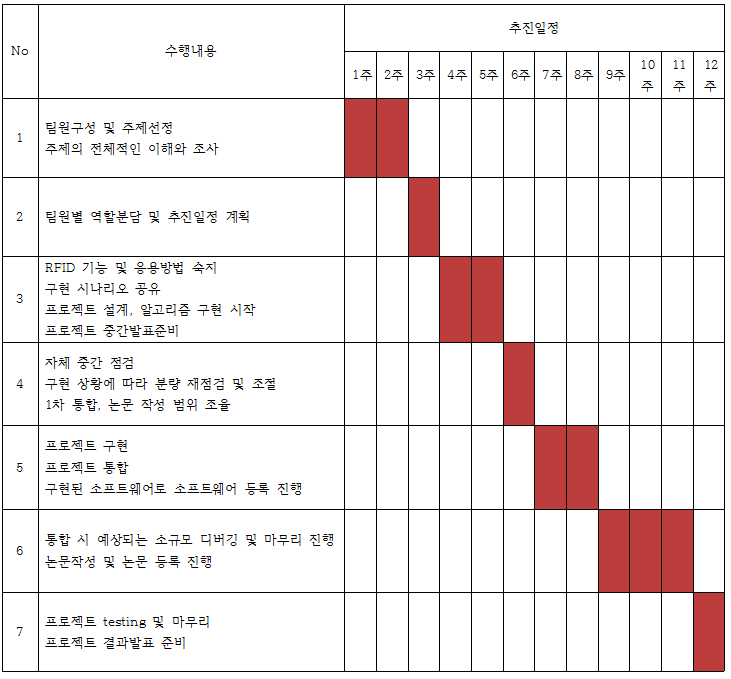 No
수행내용
추진일정
1주
2주
3주
4주
5주
6주
7주
8주
9주
10
주
11
주
12
주
1
팀원구성 및 주제선정
주제의 전체적인 이해와 조사
2
팀원별 역할분담 및 추진일정 계획
3
RFID 기능 및 응용방법 숙지
구현 시나리오 공유
프로젝트 설계, 알고리즘 구현 시작
프로젝트 중간발표준비
4
자체 중간 점검
구현 상황에 따라 분량 재점검 및 조절
1차 통합, 논문 작성 범위 조율
5
프로젝트 구현
프로젝트 통합
구현된 소프트웨어로 소프트웨어 등록 진행
6
통합 시 예상되는 소규모 디버깅 및 마무리 진행
논문작성 및 논문 등록 진행
7
프로젝트 testing 및 마무리
프로젝트 결과발표 준비